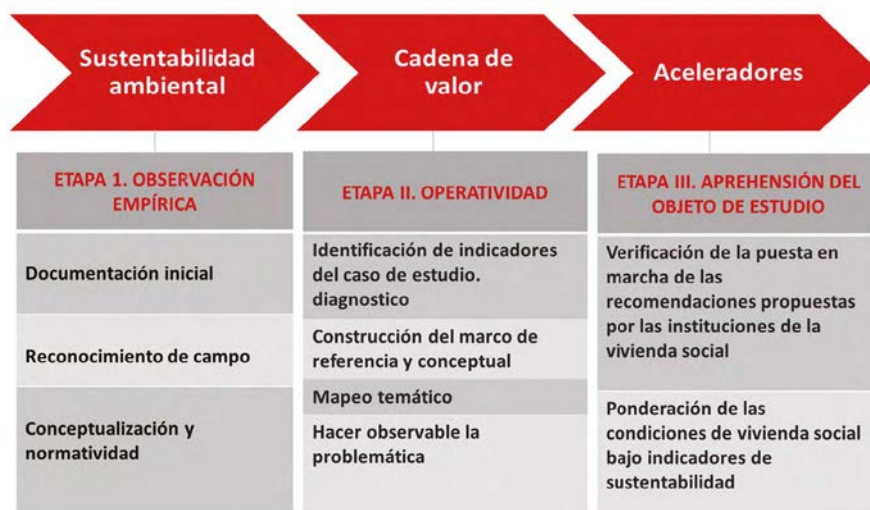 Sustentabilidad
ambiental
Cadena de
valor
Aceleradores
ETAPA 1. OBSERVACIÓN
EMPÍRICA
Documentación inicial
Reconocimiento de campo
Conceptualización y
normatividad
ETAPA II. OPERATIVIDAD
Identificación de indicadores
del caso de estudio.
diagnostico
Construcción del marco de
referencia y conceptual
Mapeo temático
Hacer observable la
problemática
ETAPA III. APREHENSIÓN DEL
OBJETO DE ESTUDIO
Verificación de la puesta en
marcha de las
recomendaciones propuestas
por las instituciones de la
vivienda social
Ponderación de las
condiciones de vivienda social
bajo indicadores de
sustentabilidad